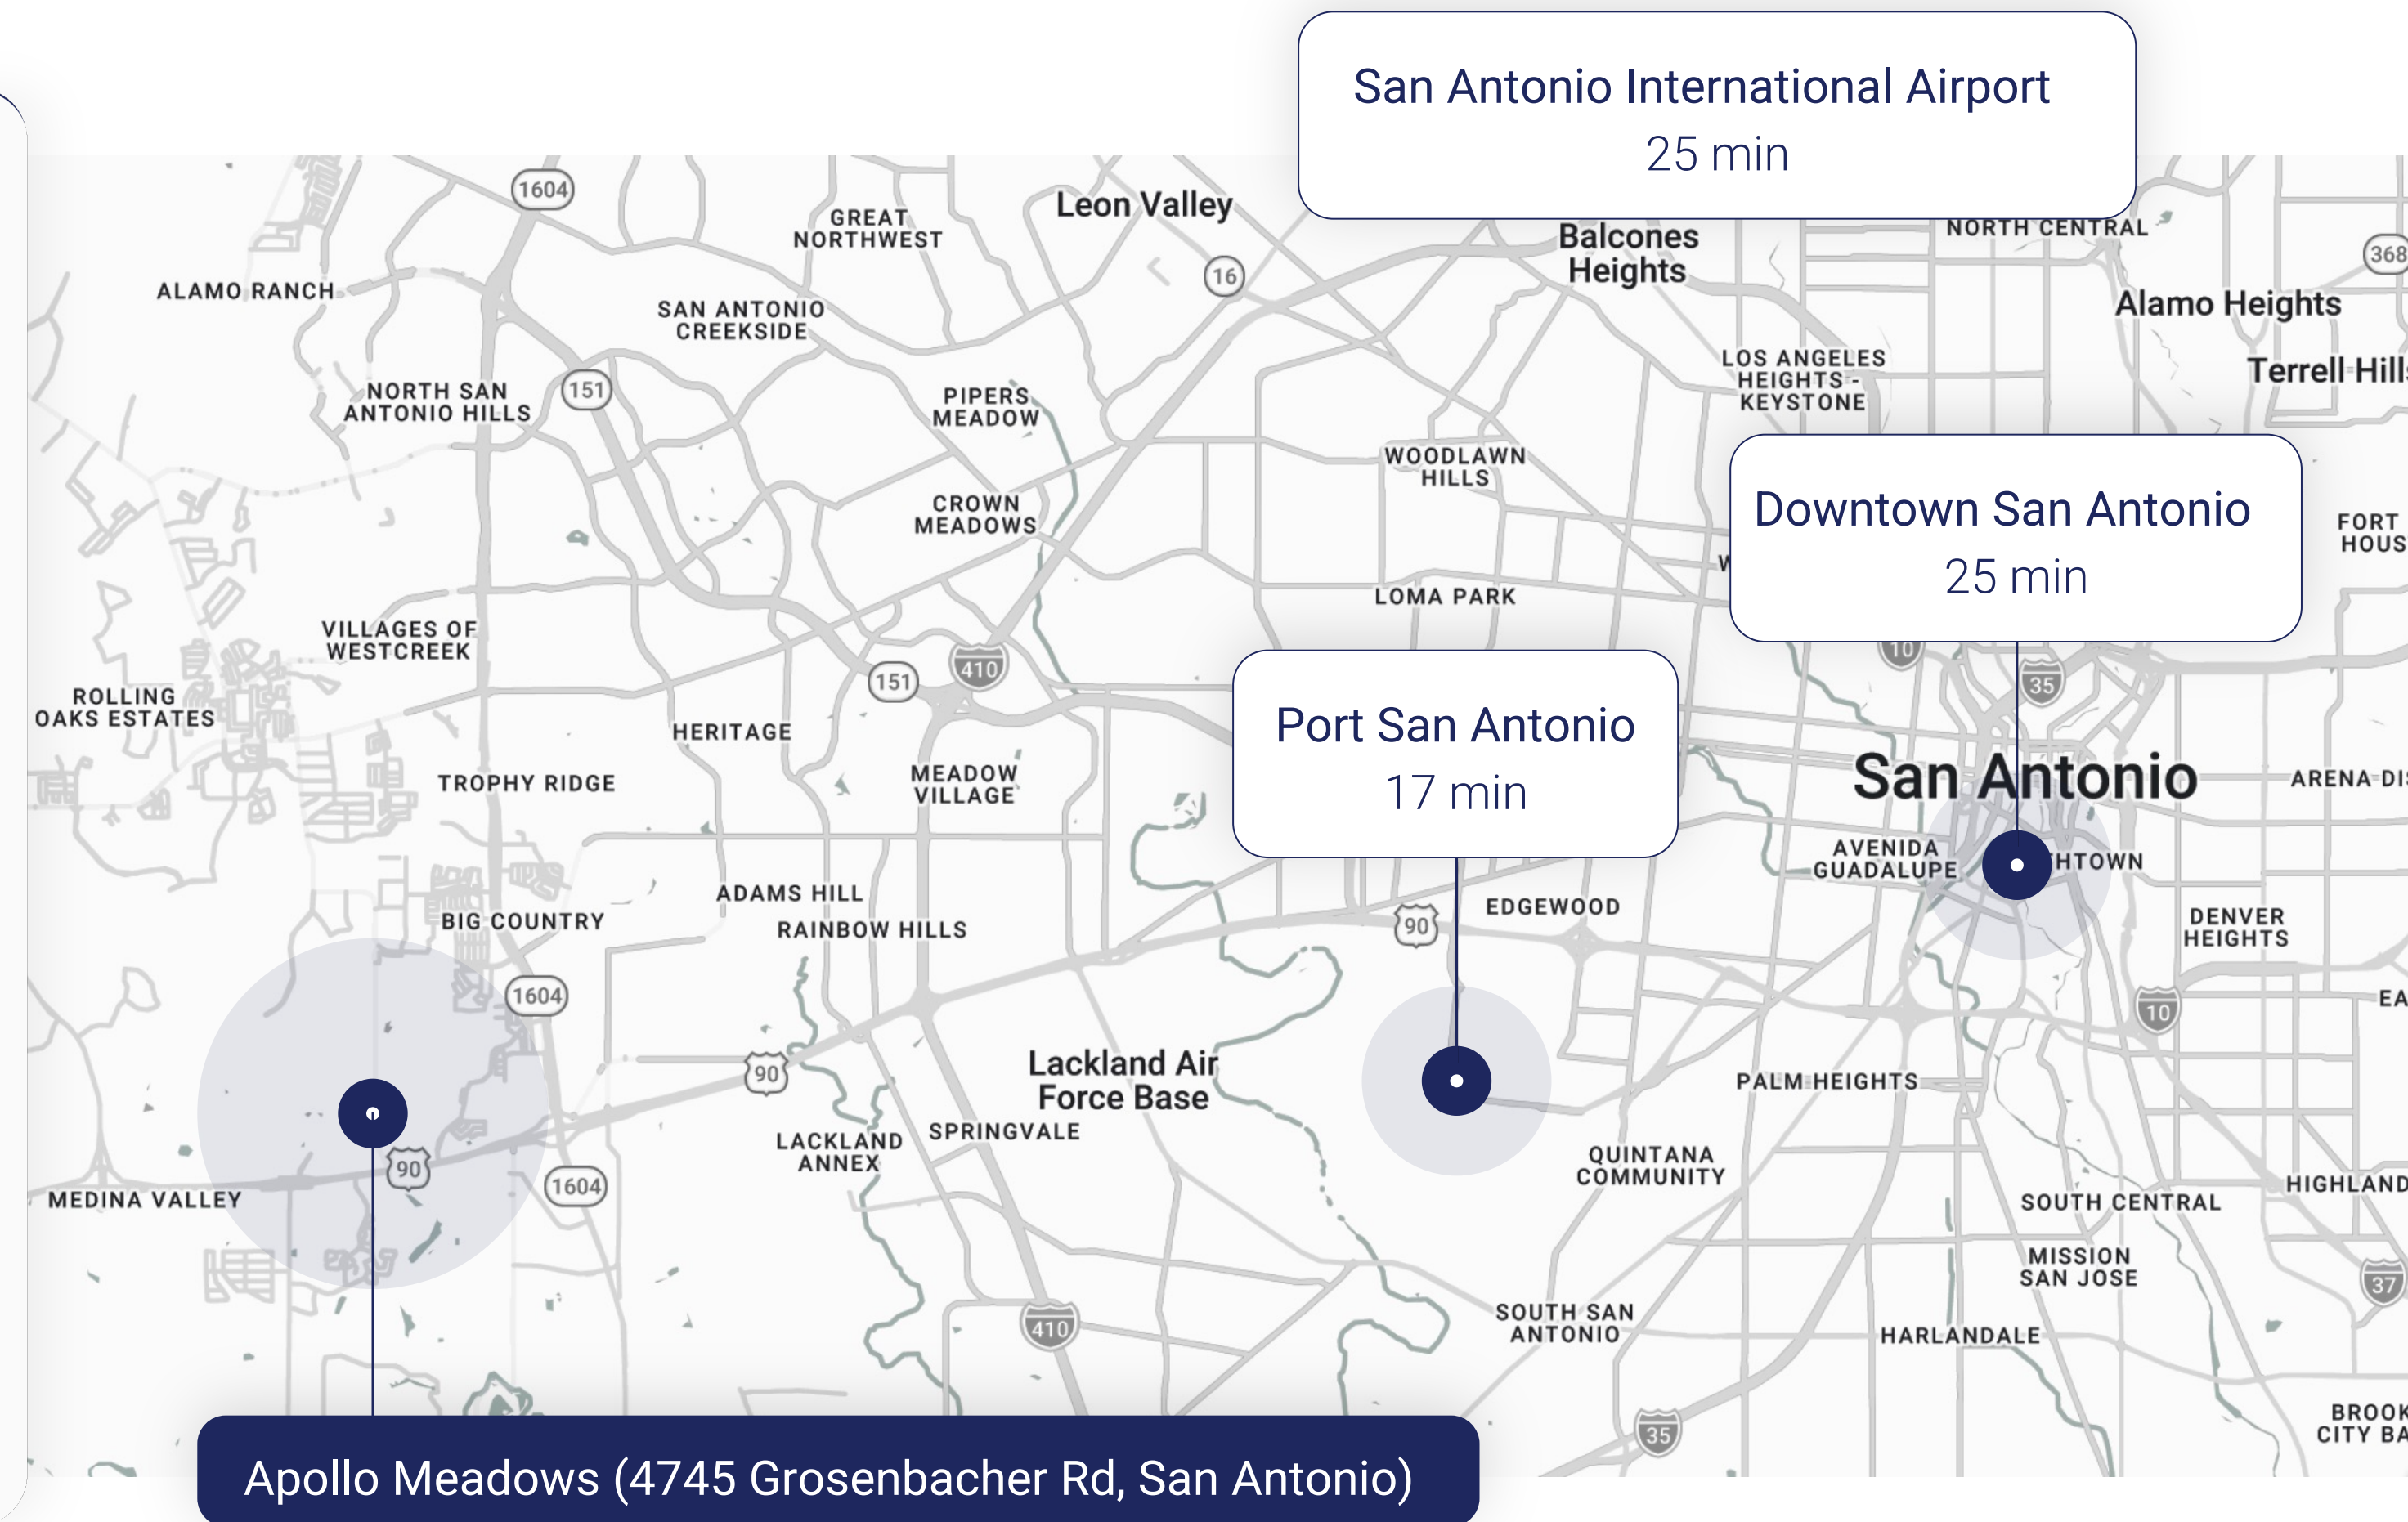 San Antonio International Airport
25 min
1604
Leon Valley
GREAT
NORTHWEST
NORTH CENTRAL
Balcones
Heights
368
16
ALAMO RANCH
Alamo Heights
SAN ANTONIO
CREEKSIDE
LOS ANGELES
HEIGHTS -
KEYSTONE
Terrell Hill
151
NORTH SAN
ANTONIO HILLS
PIPERS
MEADOW
WOODLAWN
HILLS
Downtown San Antonio
25 min
CROWN
MEADOWS
FORT
HOUS
LOMA PARK
VILLAGES OF
WESTCREEK
10
410
151
35
ROLLING
OAKS ESTATES
HERITAGE
Port San Antonio
17 min
San Antonio
TROPHY RIDGE
MEADOW
VILLAGE
ARENA DI
AVENIDA
GUADALUPE
HTOWN
ADAMS HILL
BIG COUNTRY
RAINBOW HILLS
90
EDGEWOOD
DENVER
HEIGHTS
1604
10
EA
90
Lackland Air
Force Base
PALM HEIGHTS
LACKLAND
ANNEX
SPRINGVALE
90
QUINTANA
COMMUNITY
1604
MEDINA VALLEY
SOUTH CENTRAL
HIGHLAND
MISSION
SAN JOSE
37
410
SOUTH SAN
ANTONIO
HARLANDALE
35
BROOK
CITY BA
Apollo Meadows (4745 Grosenbacher Rd, San Antonio)